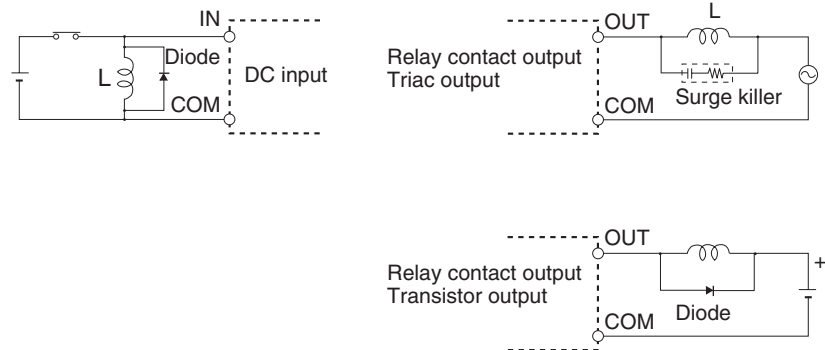 IN
Diode
L
DC input
COM
OUT
L
Relay contact output
Triac output
Surge killer
COM
OUT
+
Relay contact output
Transistor output
Diode
COM